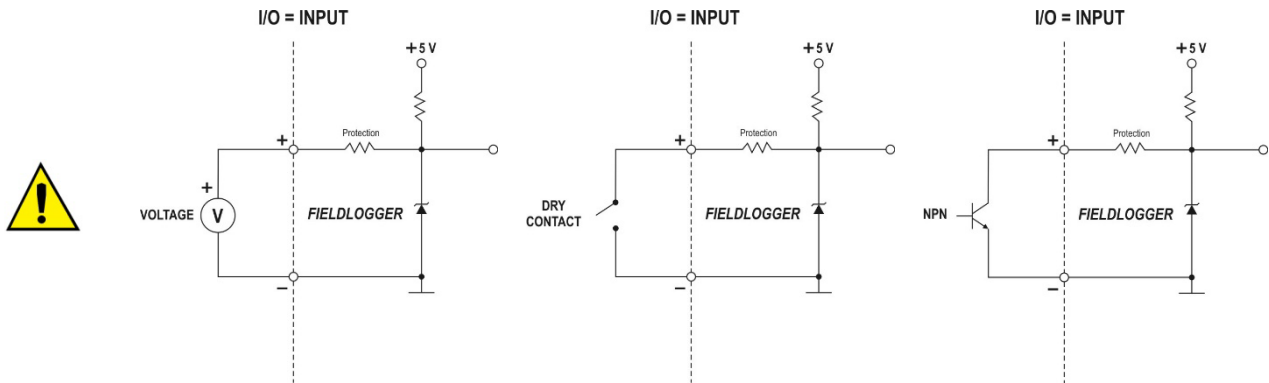 I/O = INPUT
+5 V
+
Protection
+
VOLTAGE
V
FIELDLOGGER
−
I/O = INPUT
+5 V
+
Protection
DRY
CONTACT
FIELDLOGGER
−
I/O = INPUT
+5 V
+
Protection
NPN
FIELDLOGGER
−
!